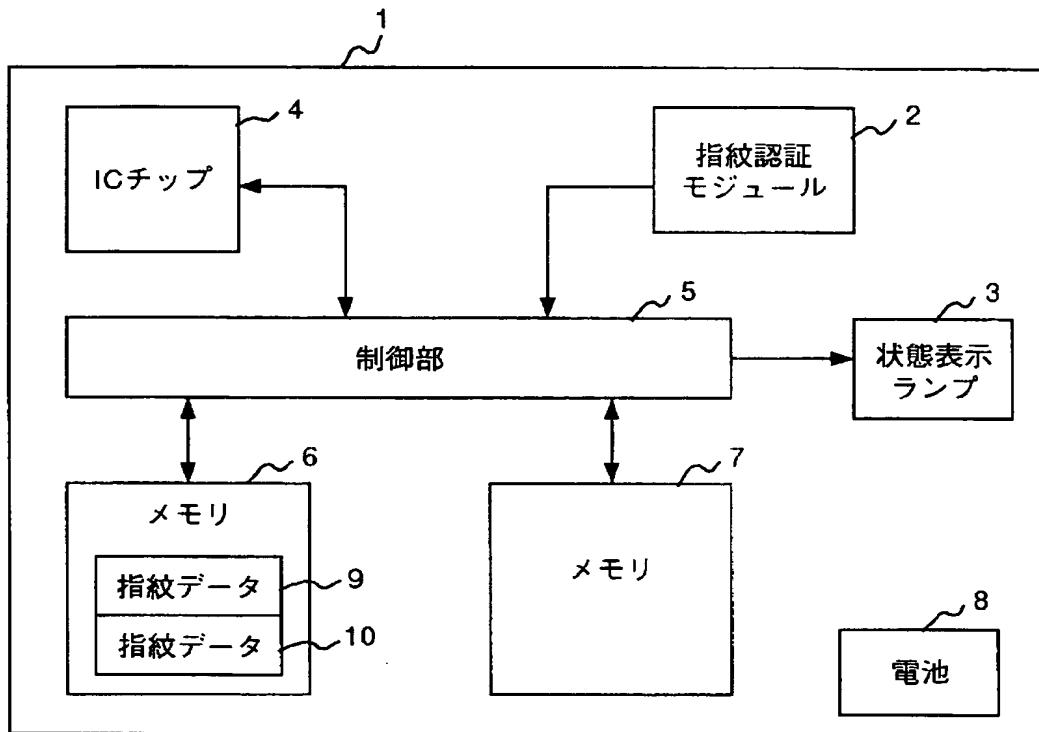 1
4
ICチップ
2
指紋認証
モジュール
5
制御部
3
状態表示
ランプ
6
メモリ
指紋データ
9
指紋データ
10
7
メモリ
8
電池